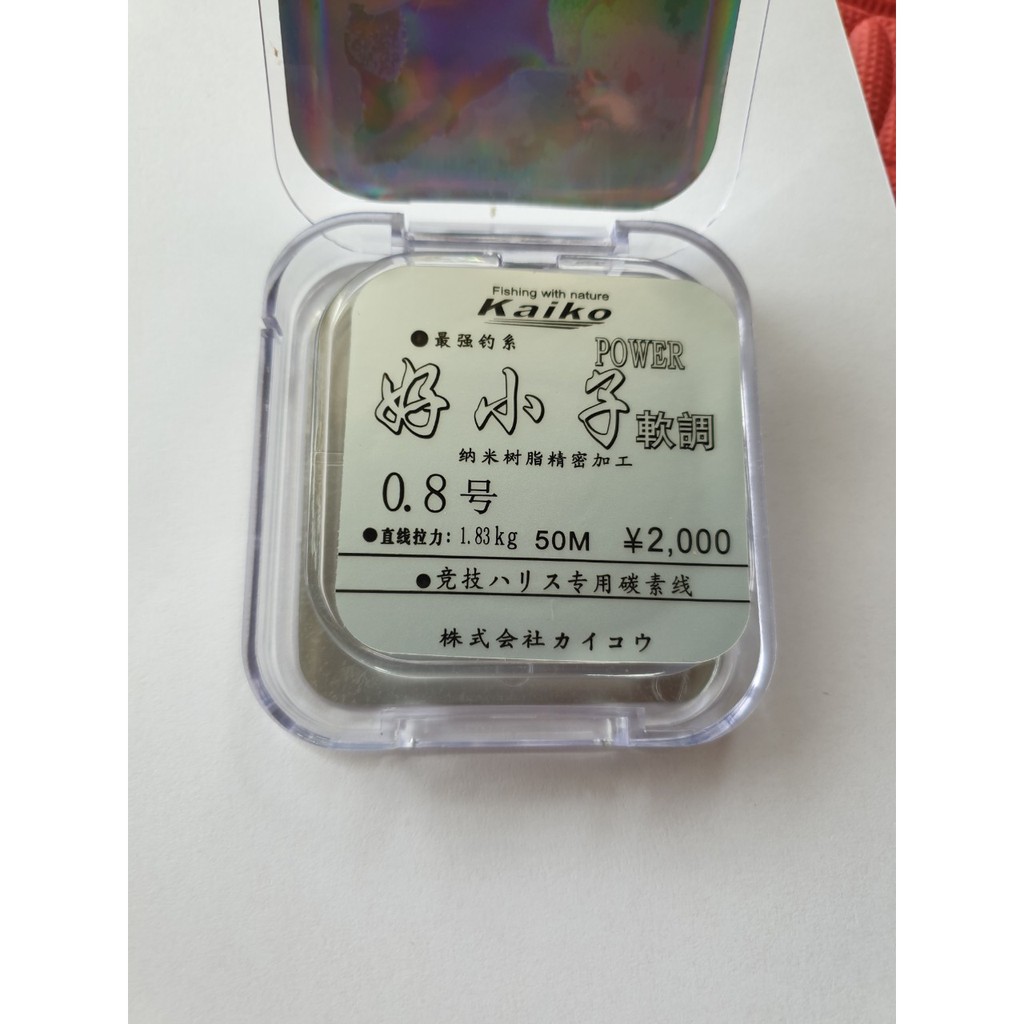 Fishing with nature
Kaiko
●最强钓系
POWER
好小子 軟調
纳米树脂精密加工
0.8号
●直线拉力: 1.83kg 50M ¥2,000
●竞技ハリス专用碳素线
株式会社カイコウ